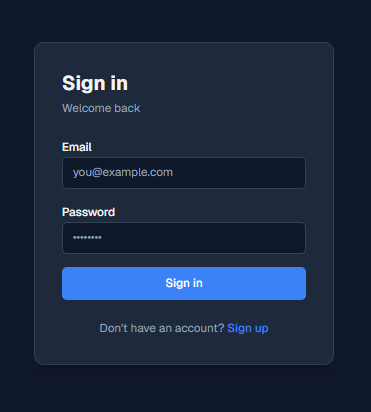 Sign in
Welcome back
Email
you@example.com
Password
••••••••
Sign in
Don't have an account? Sign up